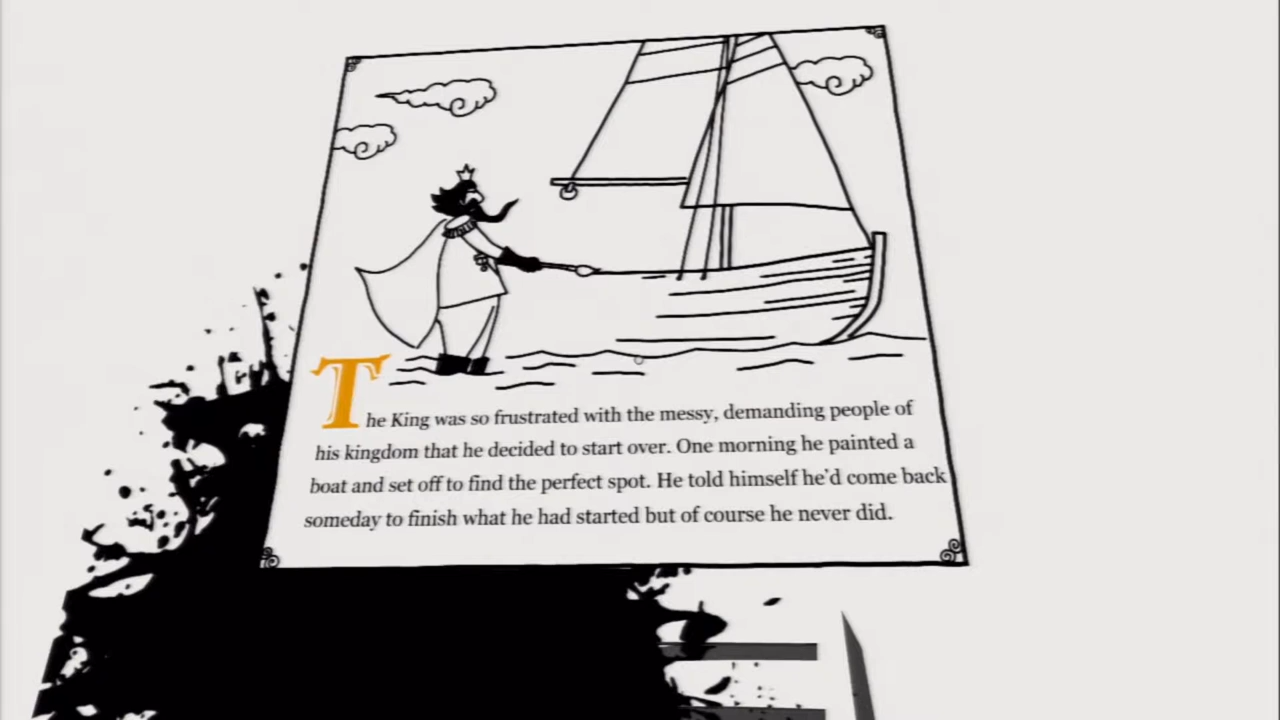 The King was so frustrated with the messy, demanding people of
his kingdom that he decided to start over. One morning he painted a
boat and set off to find the perfect spot. He told himself he'd come back
someday to finish what he had started but of course he never did.